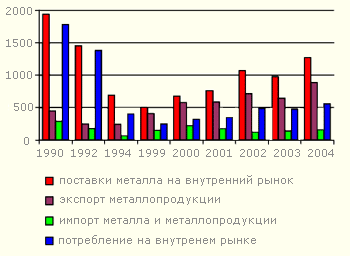 2000
1500
1000
500
0
1990 1992 1994 1999 2000 2001 2002 2003 2004
поставки металла на внутренний рынок
экспорт металлопродукции
импорт металла и металлопродукции
потребление на внутренем рынке